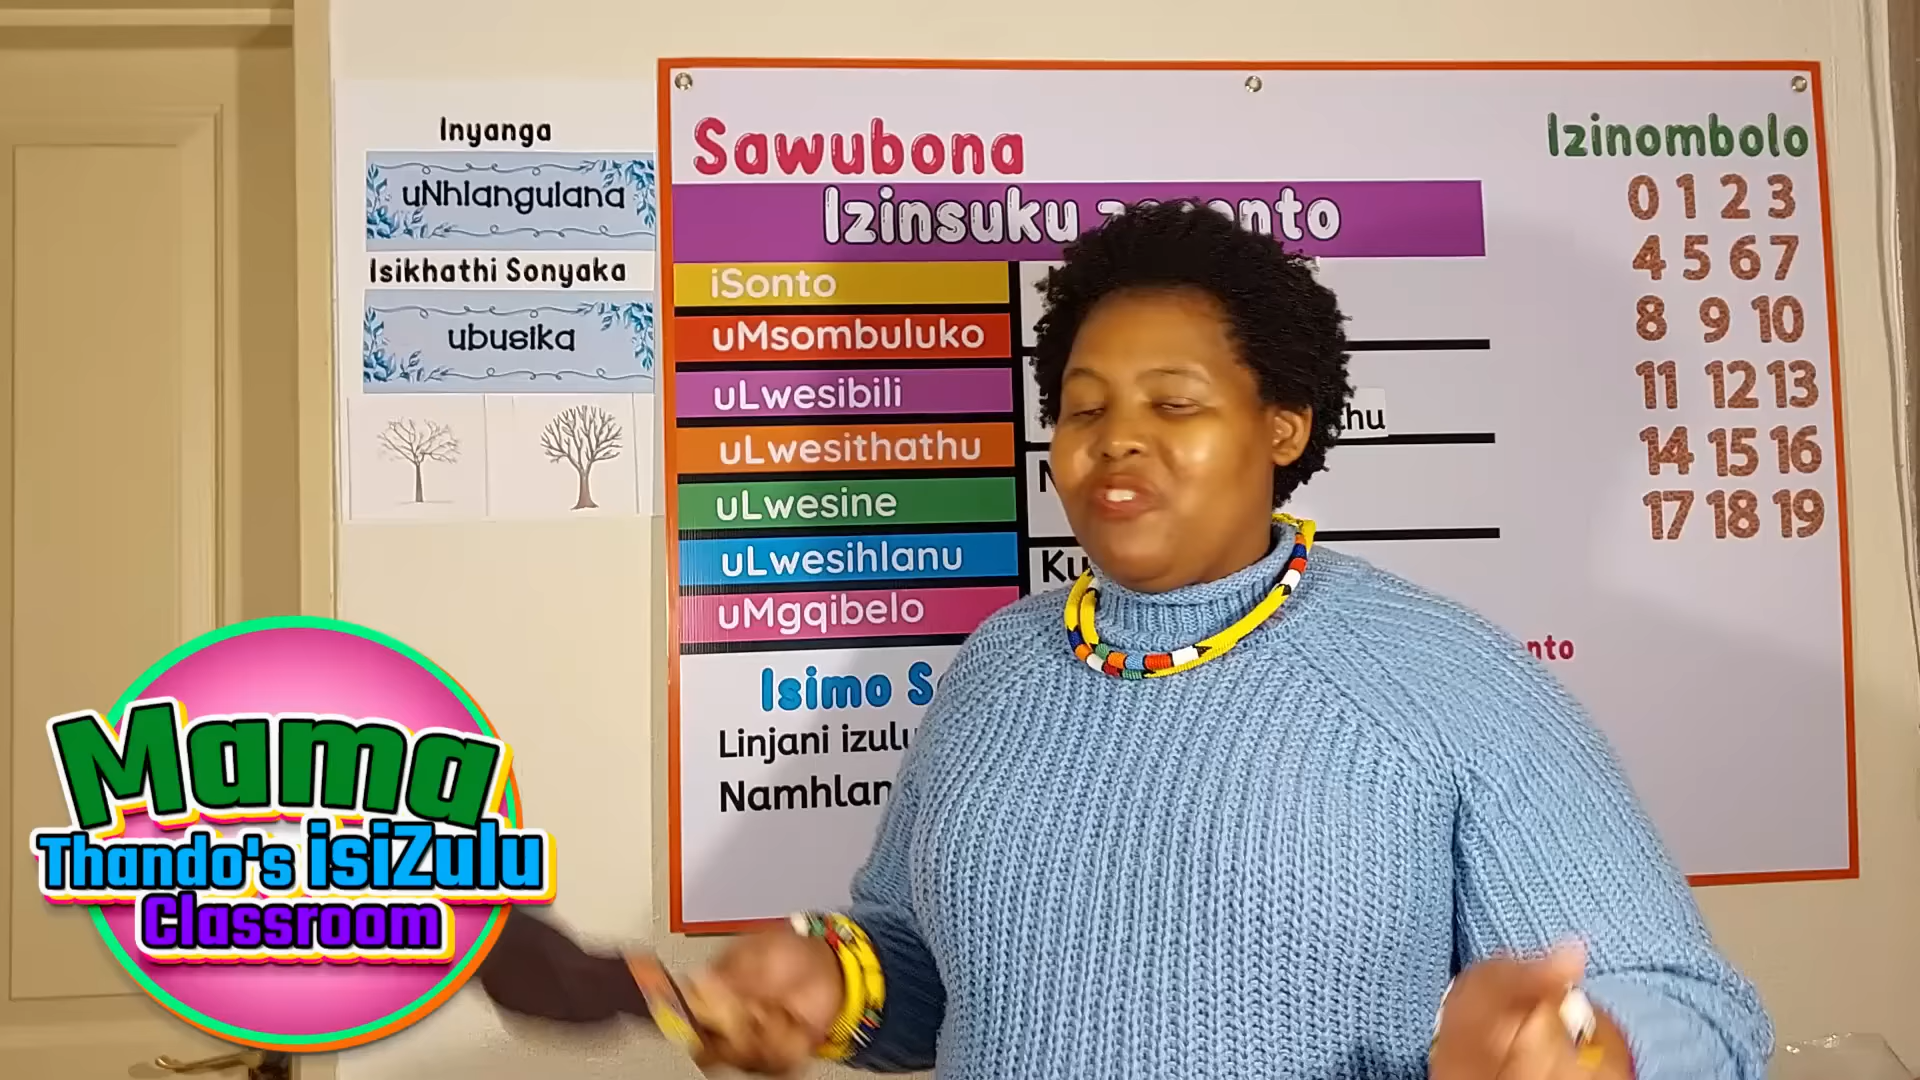 Inyanga
uNhlangulana
Isikhathi Sonyaka
ubusika
Sawubona
Izinsuku
iSonto
uMsombuluko
uLwesibili
uLwesithathu
uLwesine
uLwesihlanu
uMgqibelo
Isimo
Linjani
Izinombolo
0 1 2 3
4 5 6 7
8 9 10
11 12 13
14 15 16
17 18 19
Mama
Thando's isiZulu
Classroom